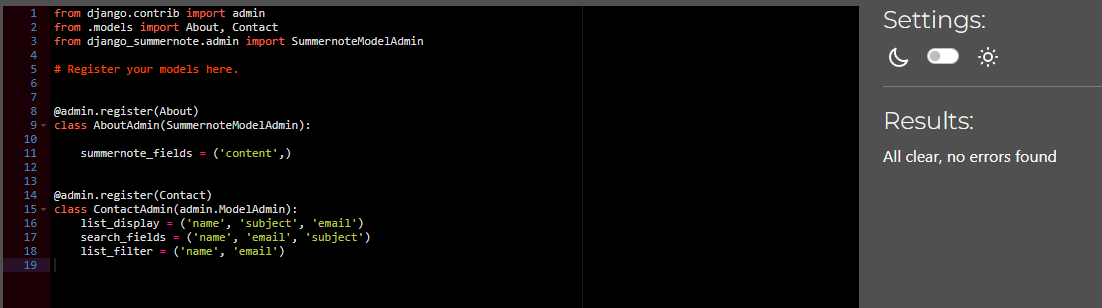 1 from django.contrib import admin
2 from .models import About, Contact
3 from django_summernote.admin import SummernoteModelAdmin
4
5 # Register your models here.
6
7
8 @admin.register(About)
9 class AboutAdmin(SummernoteModelAdmin):
10
11     summernote_fields = ('content',)
12
13
14 @admin.register(Contact)
15 class ContactAdmin(admin.ModelAdmin):
16     list_display = ('name', 'subject', 'email')
17     search_fields = ('name', 'email', 'subject')
18     list_filter = ('name', 'email')
19
Settings:
Results:
All clear, no errors found